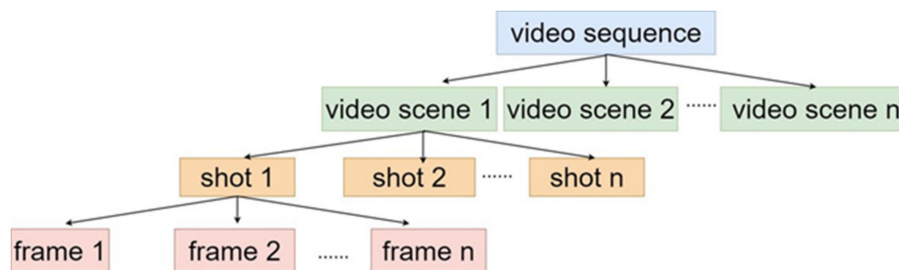 video sequence
video scene 1 video scene 2 ...... video scene n
shot 1 shot 2 ...... shot n
frame 1 frame 2 ...... frame n